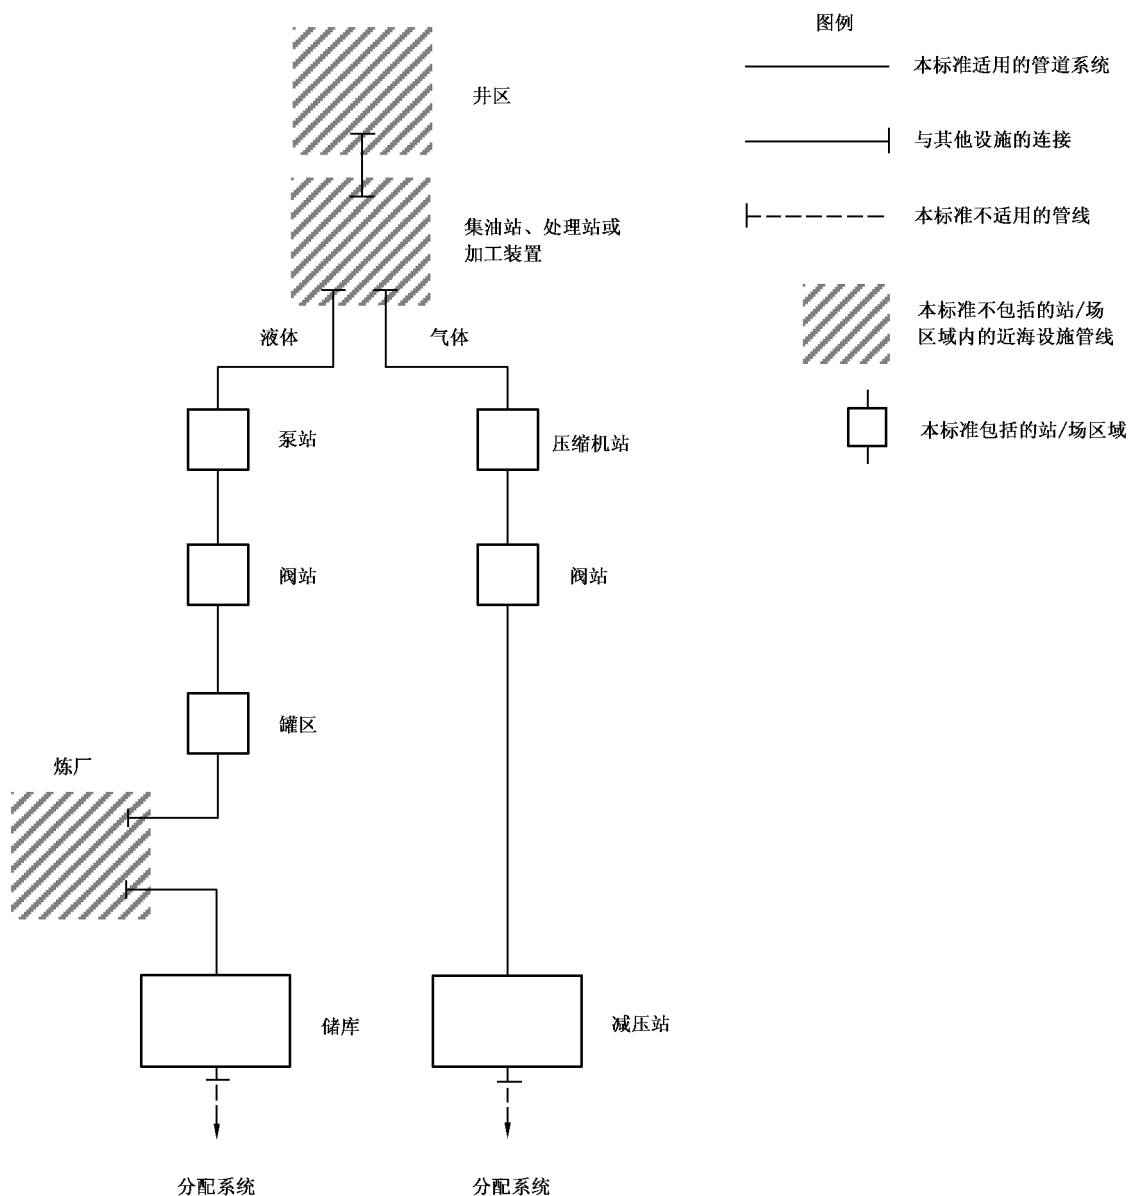 图例
本标准适用的管道系统
井区
与其他设施的连接
集油站、处理站或
加工装置
本标准不适用的管线
本标准不包括的站/场
区域内的近海设施管线
液体
气体
泵站
压缩机站
本标准包括的站/场区域
阀站
阀站
罐区
炼厂
储库
减压站
分配系统
分配系统